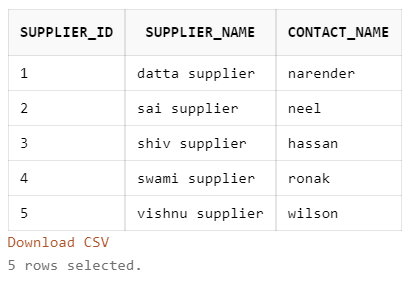 SUPPLIER_ID SUPPLIER_NAME CONTACT_NAME
1 datta supplier narender
2 sai supplier neel
3 shiv supplier hassan
4 swami supplier ronak
5 vishnu supplier wilson
Download CSV
5 rows selected.